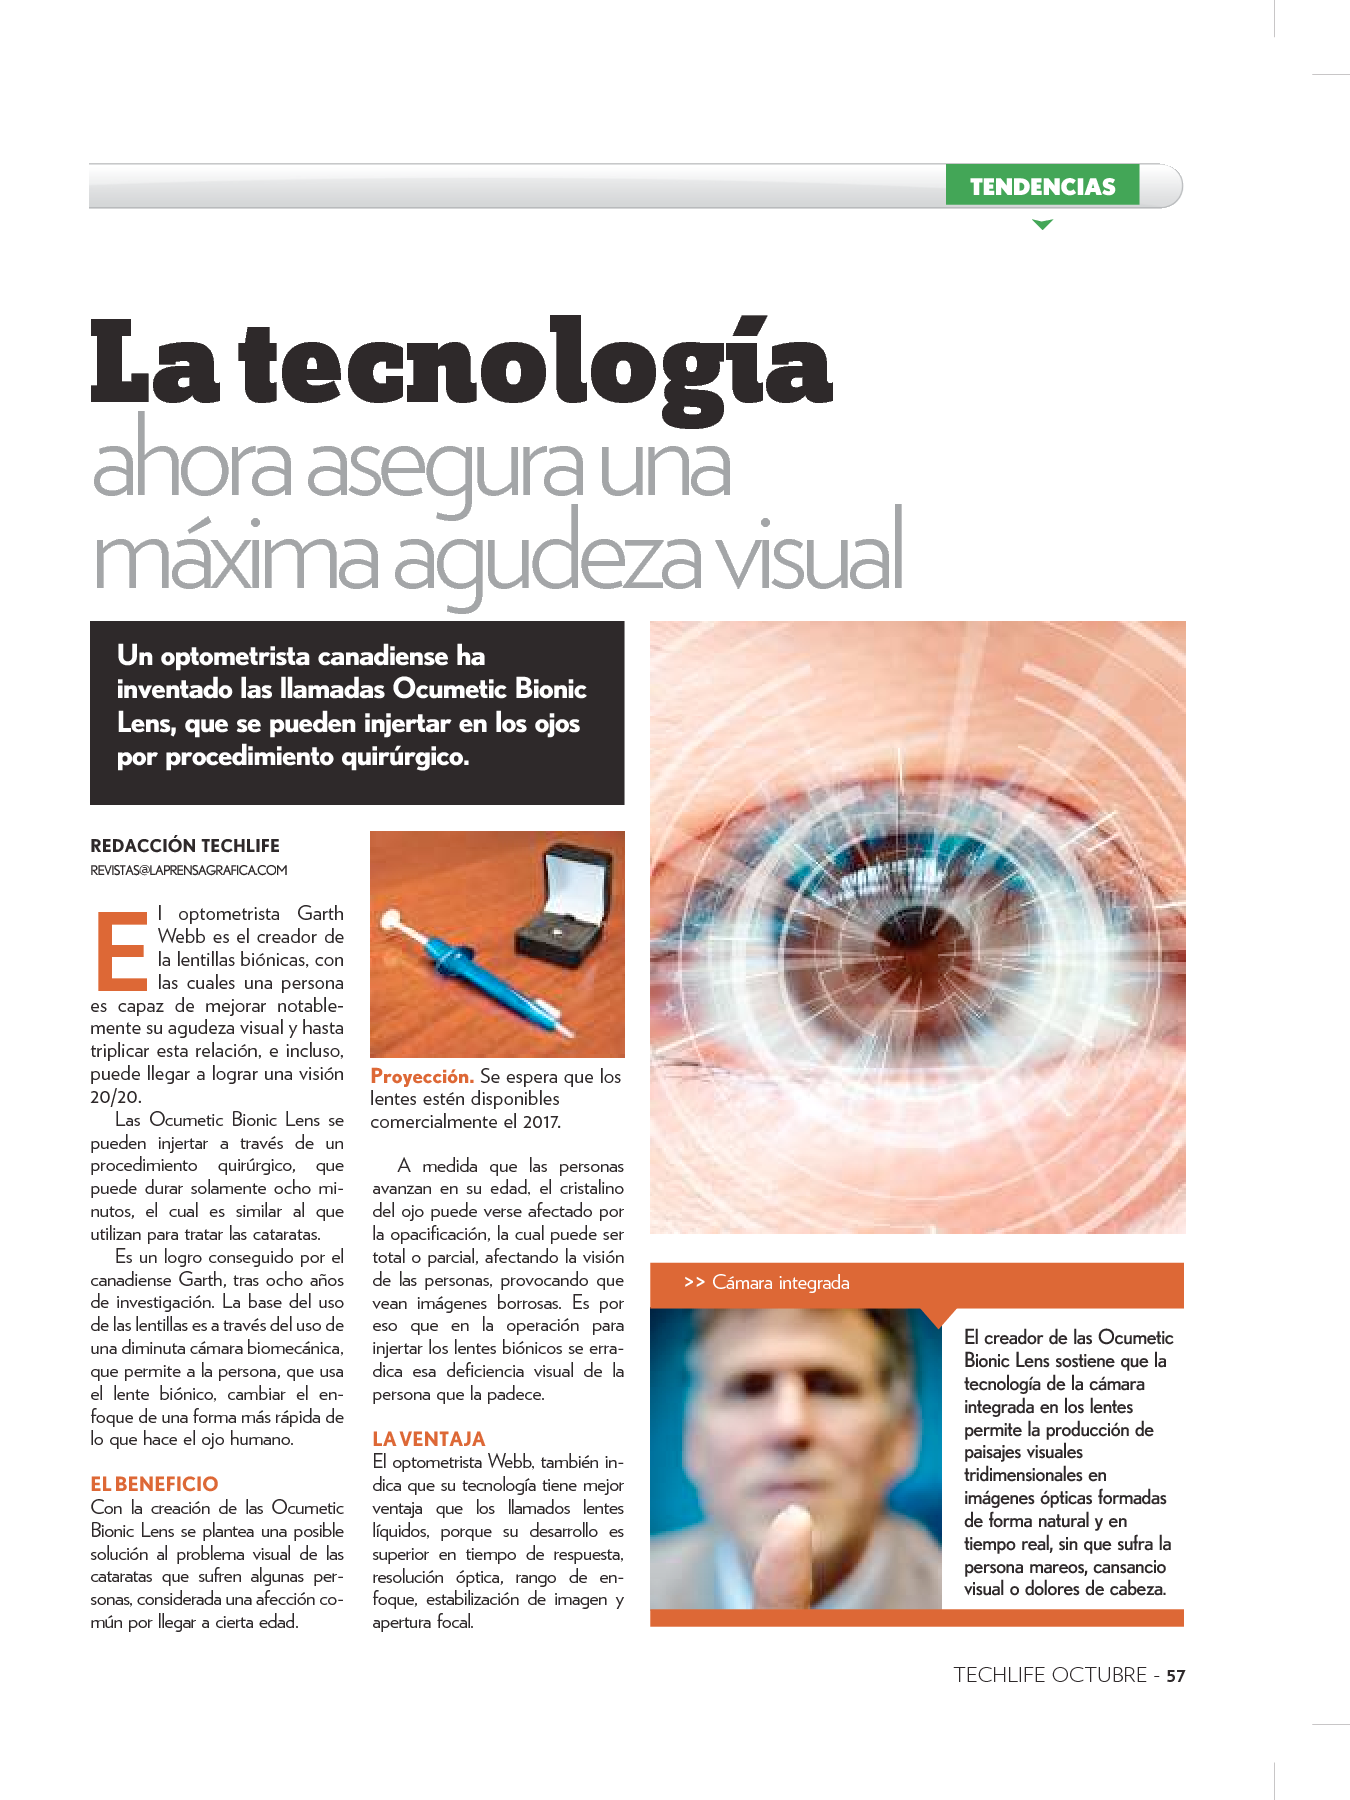 TENDENCIAS
La tecnología
ahora asegura una
máxima agudeza visual
Un optometrista canadiense ha
inventado las llamadas Ocumetic Bionic
Lens, que se pueden injertar en los ojos
por procedimiento quirúrgico.
REDACCIÓN TECHLIFE
REVISTAS@LAPRENSAGRAFICA.COM
El optometrista Garth
Webb es el creador de
la lentillas biónicas, con
las cuales una persona
es capaz de mejorar notable-
mente su agudeza visual y hasta
triplicar esta relación, e incluso,
puede llegar a lograr una visión
20/20.
Las Ocumetic Bionic Lens se
pueden injertar a través de un
procedimiento quirúrgico, que
puede durar solamente ocho mi-
nutos, el cual es similar al que
utilizan para tratar las cataratas.
Es un logro conseguido por el
canadiense Garth, tras ocho años
de investigación. La base del uso
de las lentillas es a través del uso de
una diminuta cámara biomecánica,
que permite a la persona, que usa
el lente biónico, cambiar el en-
foque de una forma más rápida de
lo que hace el ojo humano.
EL BENEFICIO
Con la creación de las Ocumetic
Bionic Lens se plantea una posible
solución al problema visual de las
cataratas que sufren algunas per-
sonas, considerada una afección co-
mún por llegar a cierta edad.
Proyección. Se espera que los
lentes estén disponibles
comercialmente el 2017.
A medida que las personas
avanzan en su edad, el cristalino
del ojo puede verse afectado por
la opacificación, la cual puede ser
total o parcial, afectando la visión
de las personas, provocando que
vean imágenes borrosas. Es por
eso que en la operación para
injertar los lentes biónicos se erra-
dica esa deficiencia visual de la
persona que la padece.
LA VENTAJA
El optometrista Webb, también in-
dica que su tecnología tiene mejor
ventaja que los llamados lentes
líquidos, porque su desarrollo es
superior en tiempo de respuesta,
resolución óptica, rango de en-
foque, estabilización de imagen y
apertura focal.
>> Cámara integrada
El creador de las Ocumetic
Bionic Lens sostiene que la
tecnología de la cámara
integrada en los lentes
permite la producción de
paisajes visuales
tridimensionales en
imágenes ópticas formadas
de forma natural y en
tiempo real, sin que sufra la
persona mareos, cansancio
visual o dolores de cabeza.
TECHLIFE OCTUBRE - 57